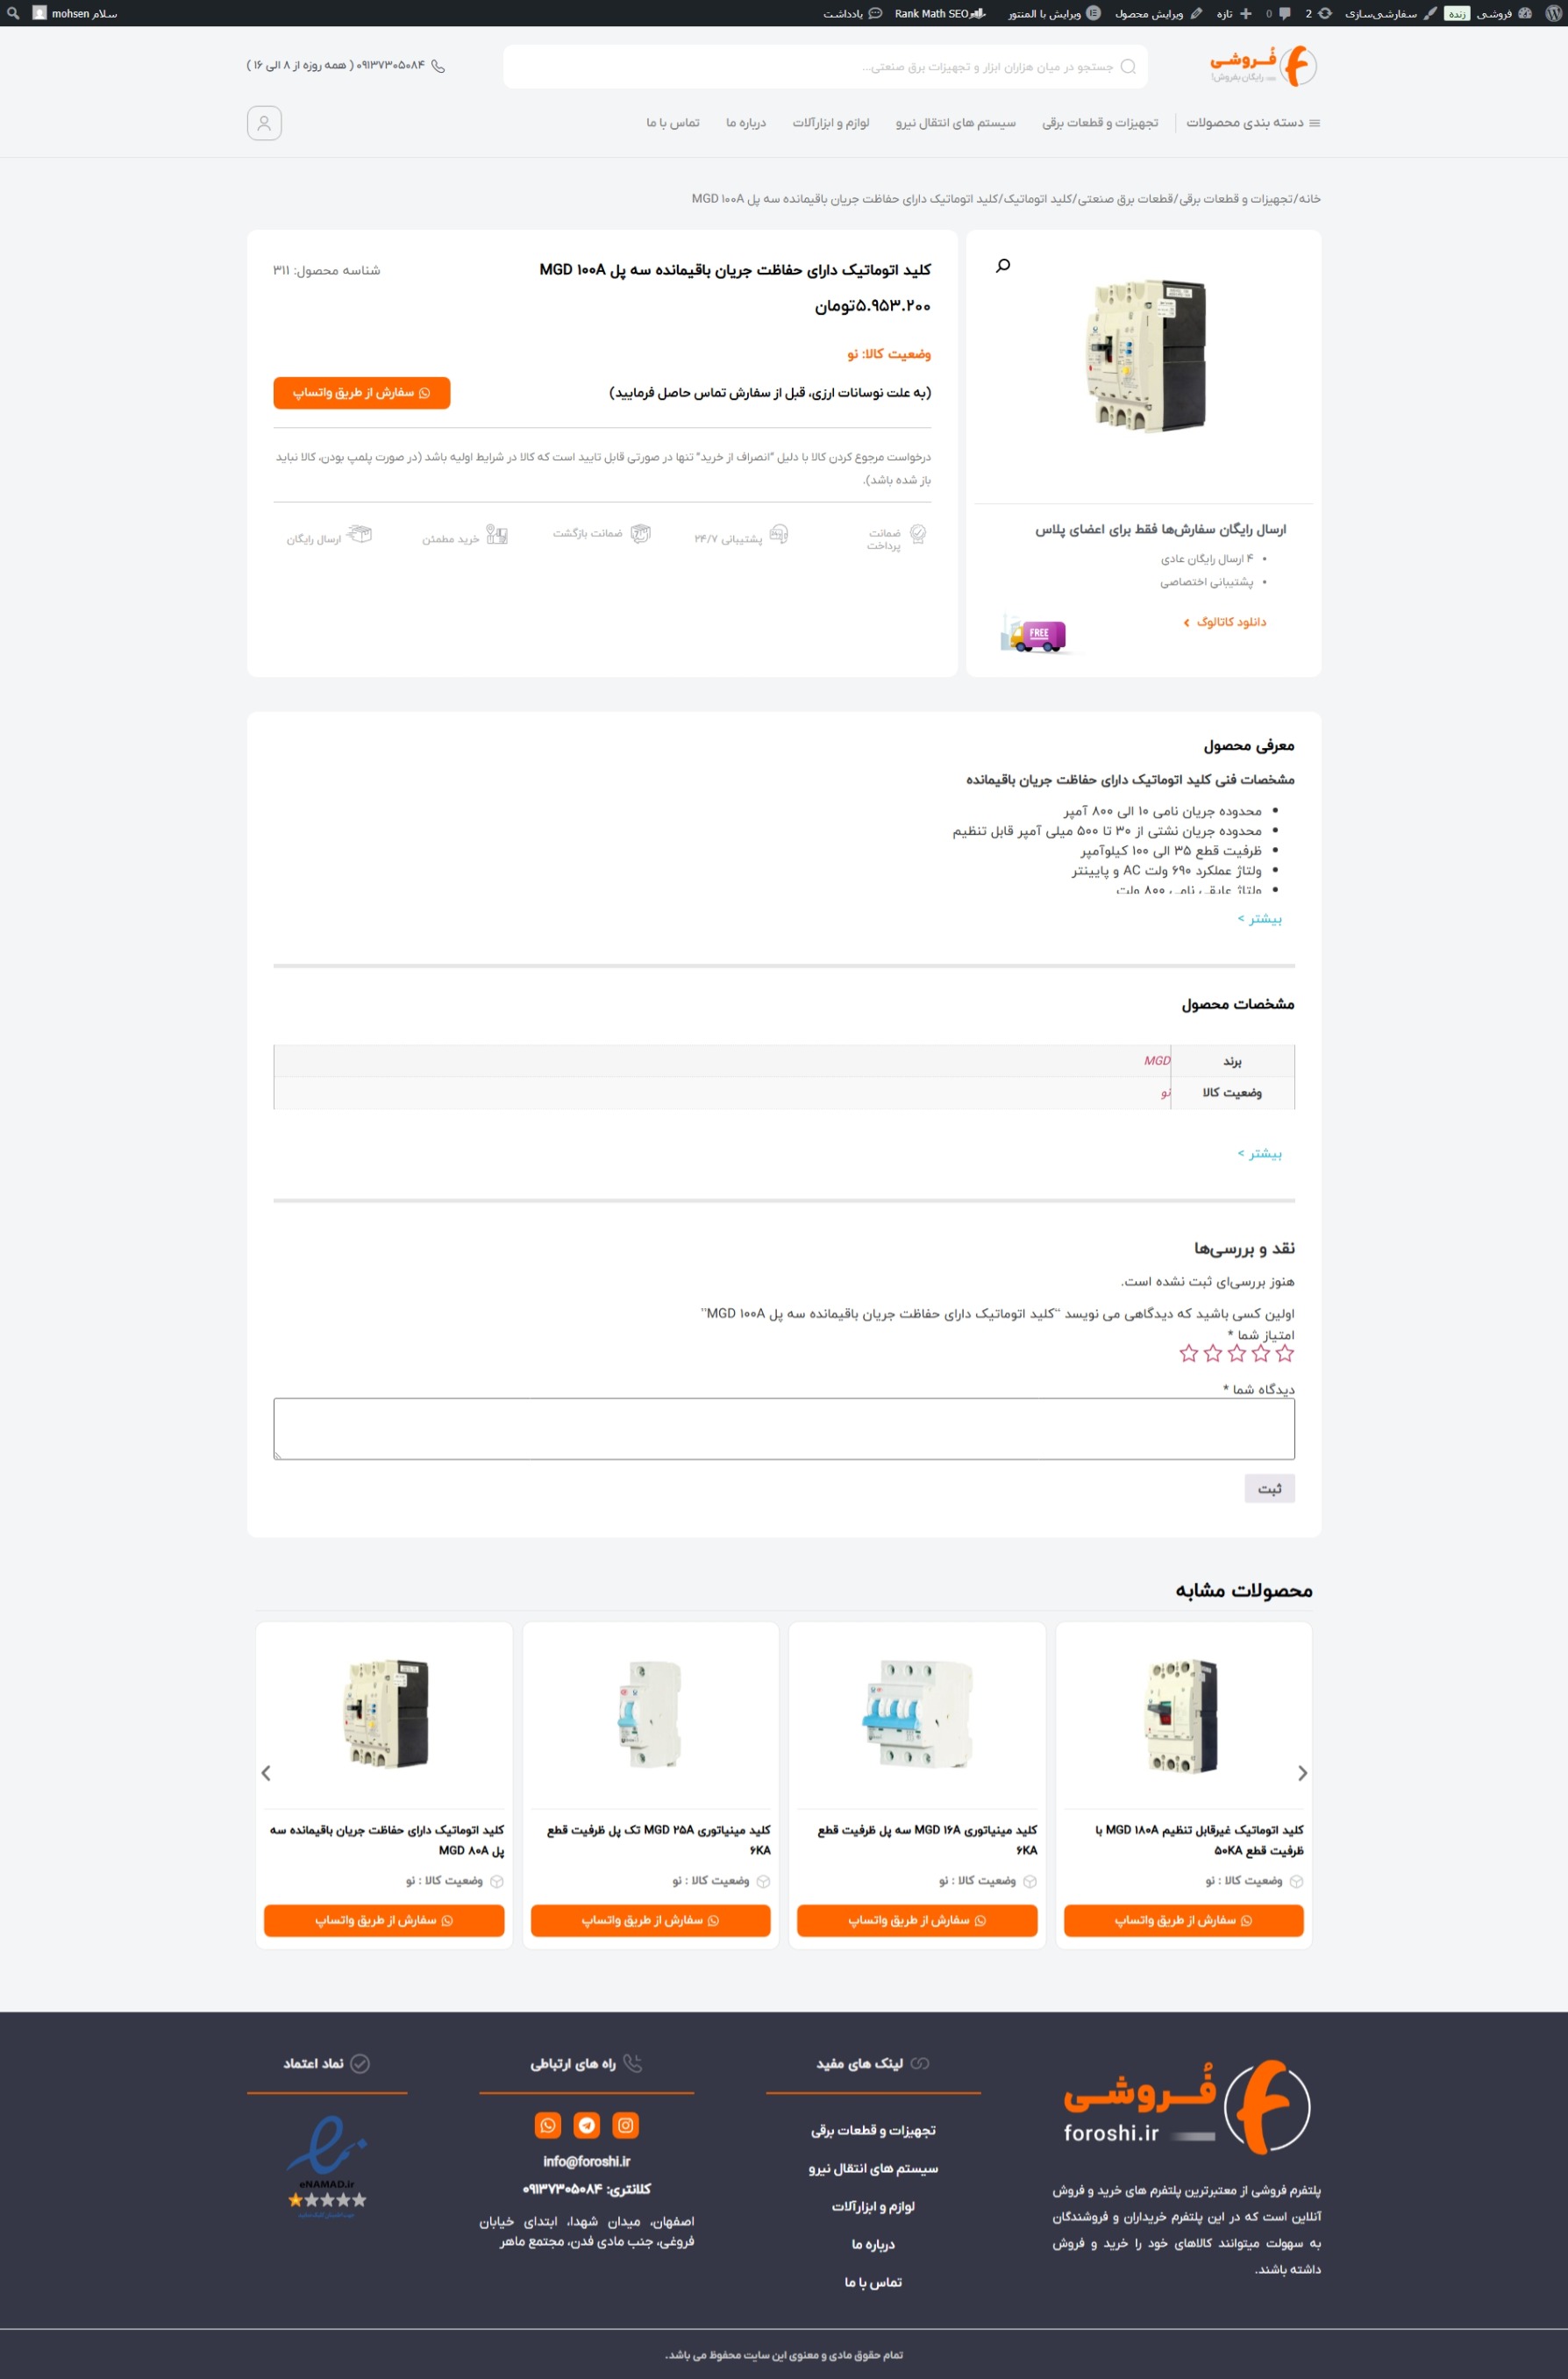 فروشی
زنده
سفارشی‌سازی
2
0
تازه
ویرایش محصول
ویرایش با المنتور
Rank Math SEO
یادداشت
سلام mohsen
فُـروشـی
رایگان بفروش!
جستجو در میان هزاران ابزار و تجهیزات برق صنعتی...
۰۹۱۳۷۳۰۵۰۸۴ ( همه روزه از ۸ الی ۱۶ )
دسته بندی محصولات
تجهیزات و قطعات برقی
سیستم های انتقال نیرو
لوازم و ابزارآلات
درباره ما
تماس با ما
خانه/تجهیزات و قطعات برقی/قطعات برق صنعتی/کلید اتوماتیک/کلید اتوماتیک دارای حفاظت جریان باقیمانده سه پل MGD ۱۰۰A
کلید اتوماتیک دارای حفاظت جریان باقیمانده سه پل MGD ۱۰۰A
شناسه محصول: ۳۱۱
۵.۹۵۳.۲۰۰تومان
وضعیت کالا: نو
(به علت نوسانات ارزی، قبل از سفارش تماس حاصل فرمایید)
سفارش از طریق واتساپ
درخواست مرجوع کردن کالا با دلیل "انصراف از خرید" تنها در صورتی قابل تایید است که کالا در شرایط اولیه باشد (در صورت پلمپ بودن، کالا نباید
باز شده باشد).
ضمانت
پرداخت
پشتیبانی ۲۴/۷
ضمانت بازگشت
خرید مطمئن
ارسال رایگان
ارسال رایگان سفارش‌ها فقط برای اعضای پلاس
• ۴ ارسال رایگان عادی
• پشتیبانی اختصاصی
دانلود کاتالوگ
FREE
معرفی محصول
مشخصات فنی کلید اتوماتیک دارای حفاظت جریان باقیمانده
• محدوده جریان نامی ۱۰ الی ۸۰۰ آمپر
• محدوده جریان نشتی از ۳۰ تا ۵۰۰ میلی آمپر قابل تنظیم
• ظرفیت قطع ۳۵ الی ۱۰۰ کیلوآمپر
• ولتاژ عملکرد ۶۹۰ ولت AC و پایینتر
• ولتاژ عایقی نامی ۸۰۰ ولت
بیشتر >
مشخصات محصول
برند
MGD
وضعیت کالا
نو
بیشتر >
نقد و بررسی‌ها
هنوز بررسی‌ای ثبت نشده است.
اولین کسی باشید که دیدگاهی می نویسد “کلید اتوماتیک دارای حفاظت جریان باقیمانده سه پل MGD ۱۰۰A”
امتیاز شما *
دیدگاه شما *
ثبت
محصولات مشابه
کلید اتوماتیک غیرقابل تنظیم MGD ۱۸۰A با
ظرفیت قطع ۵۰KA
وضعیت کالا : نو
سفارش از طریق واتساپ
کلید مینیاتوری MGD ۱۶A سه پل ظرفیت قطع
۶KA
وضعیت کالا : نو
سفارش از طریق واتساپ
کلید مینیاتوری MGD ۲۵A تک پل ظرفیت قطع
۶KA
وضعیت کالا : نو
سفارش از طریق واتساپ
کلید اتوماتیک دارای حفاظت جریان باقیمانده سه
پل MGD ۸۰A
وضعیت کالا : نو
سفارش از طریق واتساپ
فُـروشـی
foroshi.ir
پلتفرم فروشی از معتبرترین پلتفرم های خرید و فروش
آنلاین است که در این پلتفرم خریداران و فروشندگان
به سهولت میتوانند کالاهای خود را خرید و فروش
داشته باشند.
لینک های مفید
تجهیزات و قطعات برقی
سیستم های انتقال نیرو
لوازم و ابزارآلات
درباره ما
تماس با ما
راه های ارتباطی
info@foroshi.ir
کلانتری: ۰۹۱۳۷۳۰۵۰۸۴
اصفهان، میدان شهدا، ابتدای خیابان
فروغی، جنب مادی فدن، مجتمع ماهر
نماد اعتماد
eNAMAD.ir
تمام حقوق مادی و معنوی این سایت محفوظ می باشد.